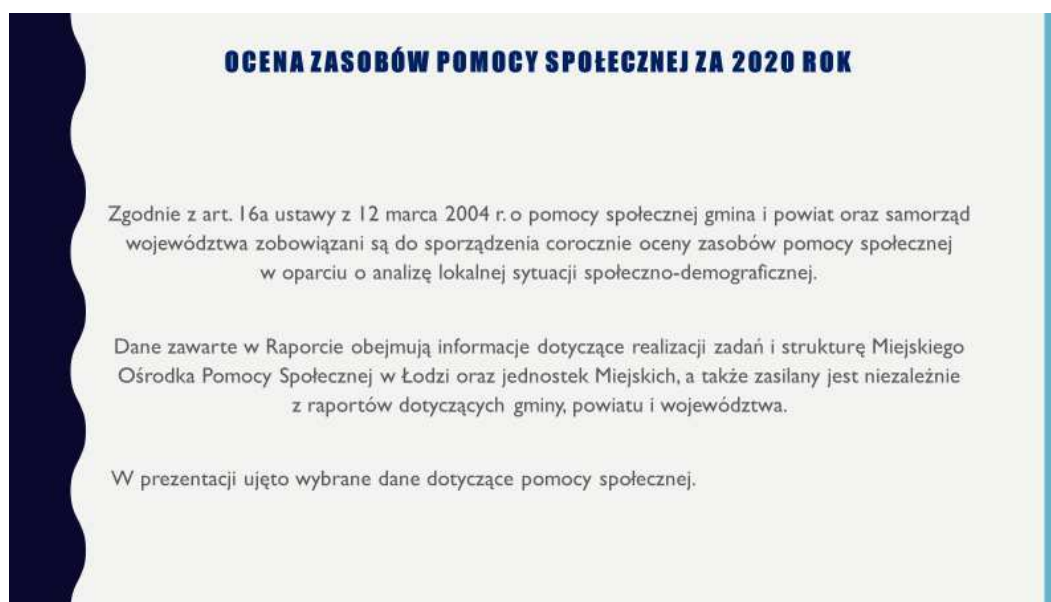 OCENA ZASOBÓW POMOCY SPOŁECZNEJ ZA 2020 ROK
Zgodnie z art. 16a ustawy z 12 marca 2004 r. o pomocy społecznej gmina i powiat oraz samorząd
województwa zobowiązani są do sporządzenia corocznie oceny zasobów pomocy społecznej
w oparciu o analizę lokalnej sytuacji społeczno-demograficznej.
Dane zawarte w Raporcie obejmują informacje dotyczące realizacji zadań i strukturę Miejskiego
Ośrodka Pomocy Społecznej w Łodzi oraz jednostek Miejskich, a także zasilany jest niezależnie
z raportów dotyczących gminy, powiatu i województwa.
W prezentacji ujęto wybrane dane dotyczące pomocy społecznej.